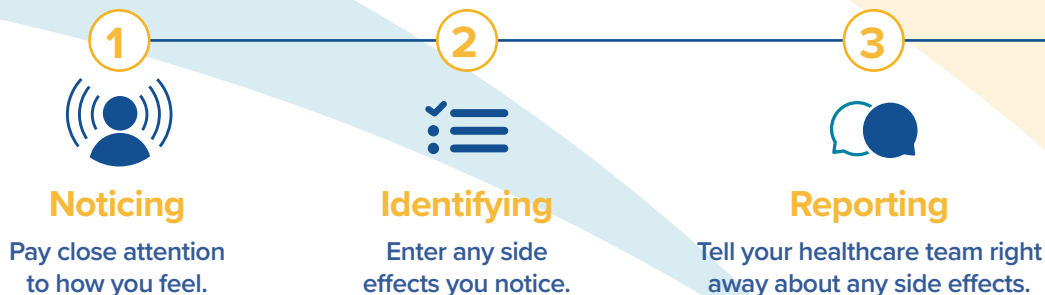 1
2
3
Noticing
Identifying
Reporting
Pay close attention
to how you feel.
Enter any side
effects you notice.
Tell your healthcare team right
away about any side effects.